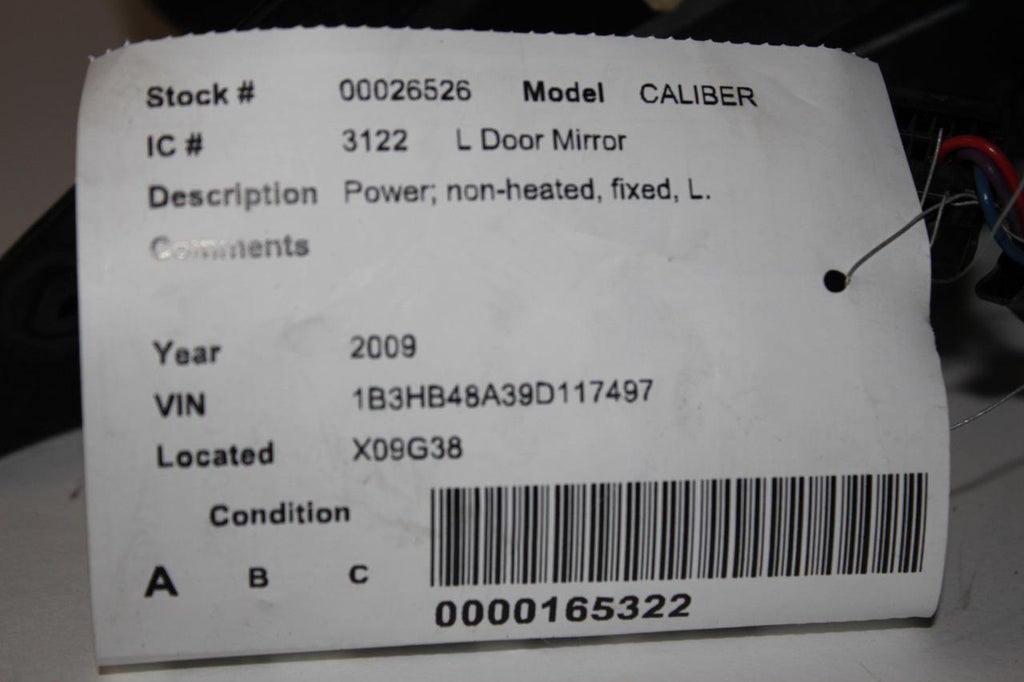 Stock # 00026526 Model CALIBER
IC # 3122 L Door Mirror
Description Power; non-heated, fixed, L.
Comments
Year 2009
VIN 1B3HB48A39D117497
Located X09G38
Condition
A B C
0000165322